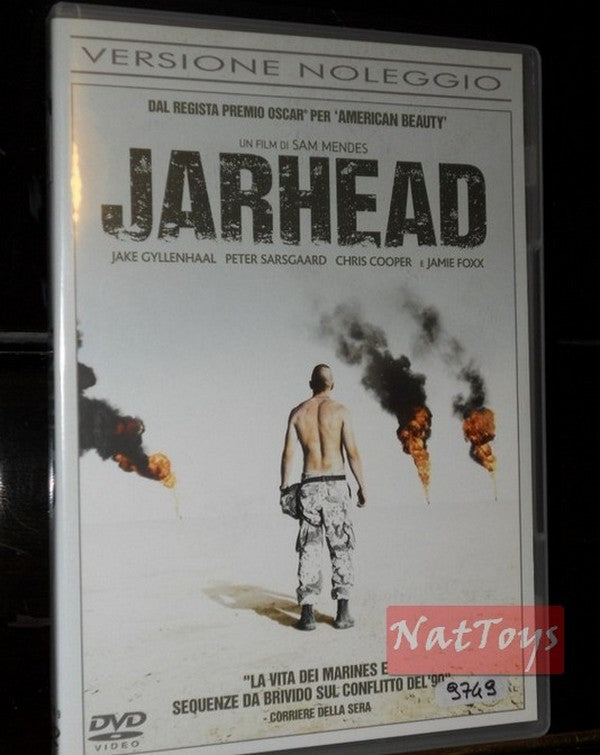 VERSIONE NOLEGGIO
DAL REGISTA PREMIO OSCAR® PER 'AMERICAN BEAUTY'
UN FILM DI SAM MENDES
JARHEAD
JAKE GYLLENHAAL PETER SARSGAARD CHRIS COOPER E JAMIE FOXX
NatToys
"LA VITA DEI MARINES E
SEQUENZE DA BRIVIDO SUL CONFLITTO DEL '90"
- CORRIERE DELLA SERA
9749
DVD
VIDEO